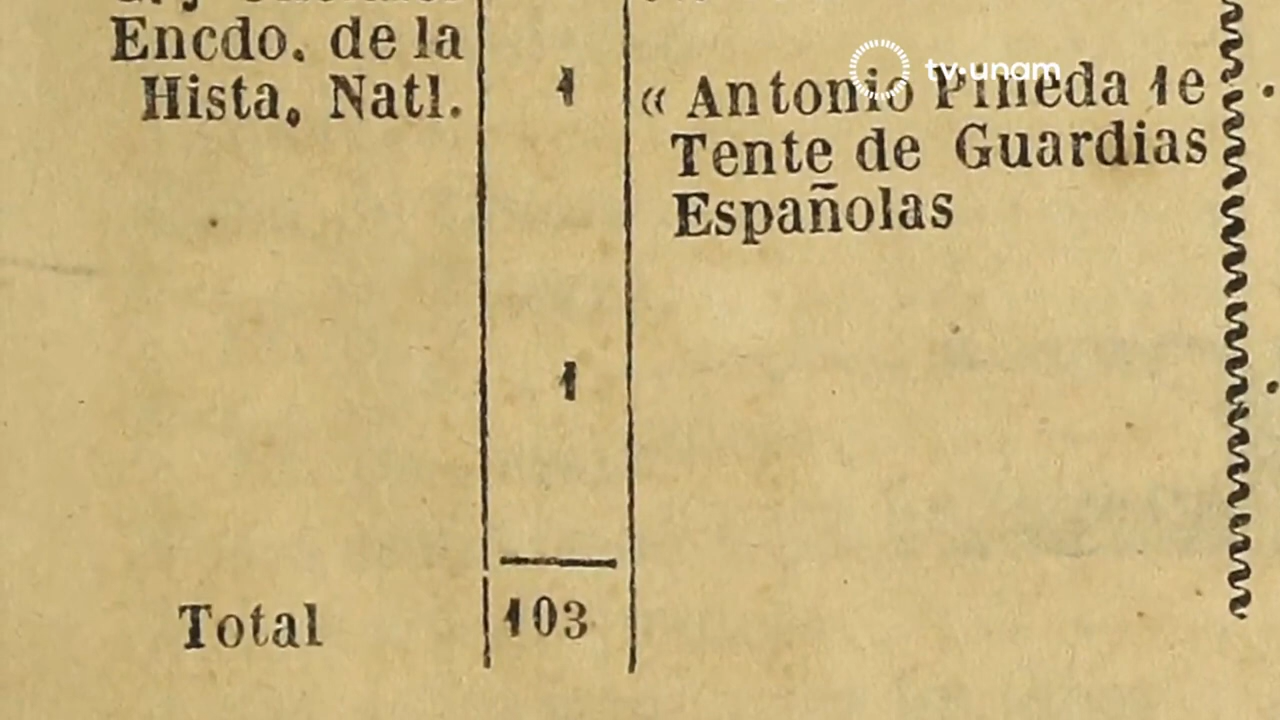 Encdo. de la
Hista. Natl.
1
« Antonio Pineda 1e
Tente de Guardias
Españolas
1
Total
103
tv·unam